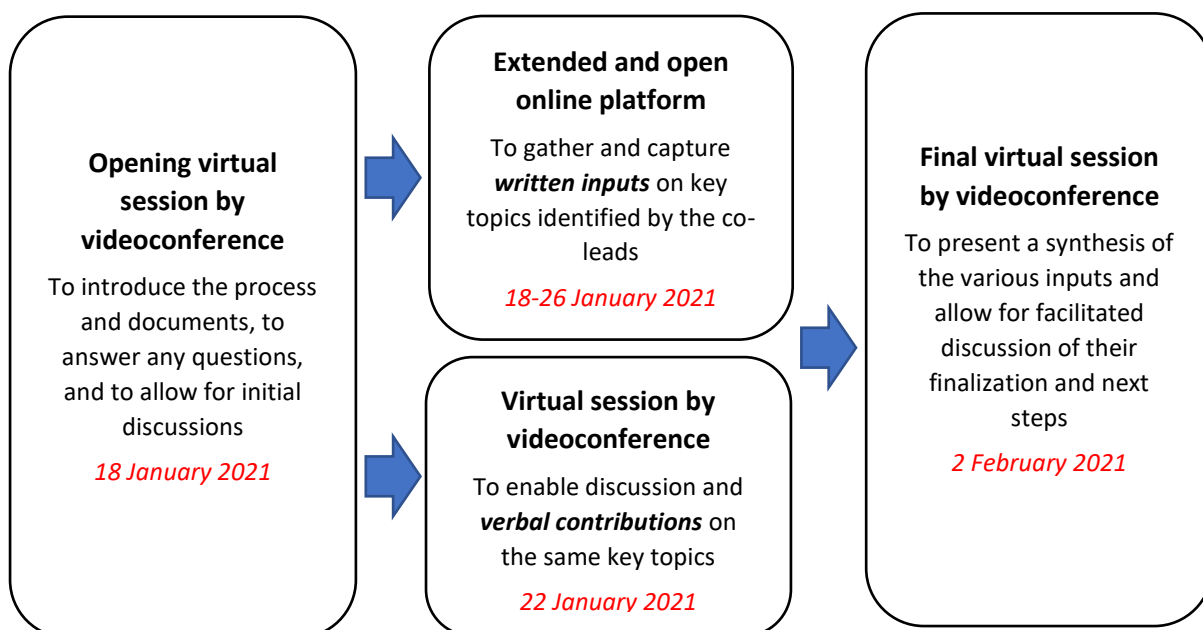 Opening virtual
session by
videoconference
To introduce the process
and documents, to
answer any questions,
and to allow for initial
discussions
18 January 2021
Extended and open
online platform
To gather and capture
written inputs on key
topics identified by the co-
leads
18-26 January 2021
Virtual session by
videoconference
To enable discussion and
verbal contributions on
the same key topics
22 January 2021
Final virtual session
by videoconference
To present a synthesis of
the various inputs and
allow for facilitated
discussion of their
finalization and next
steps
2 February 2021